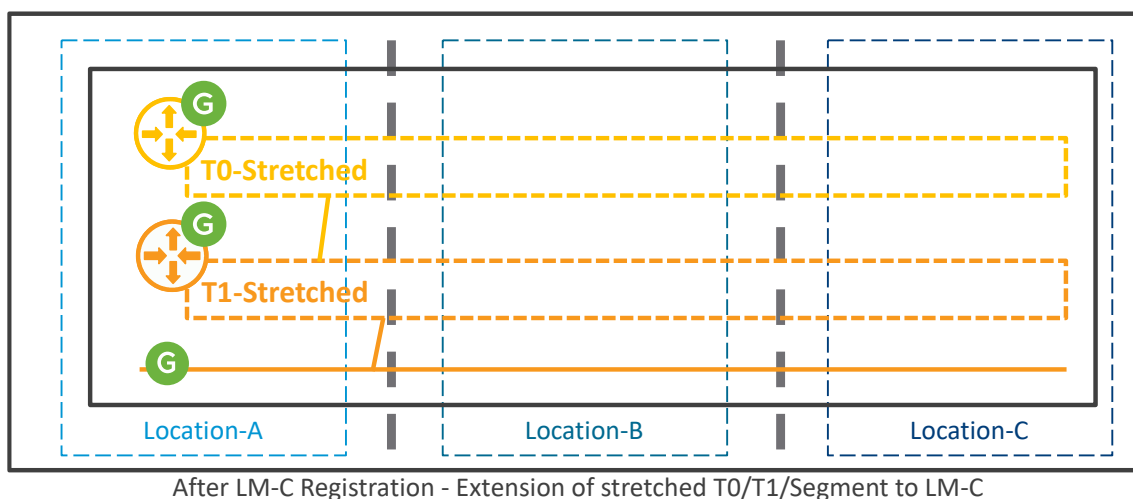 G
T0-Stretched
G
T1-Stretched
G
Location-A Location-B Location-C
After LM-C Registration - Extension of stretched T0/T1/Segment to LM-C